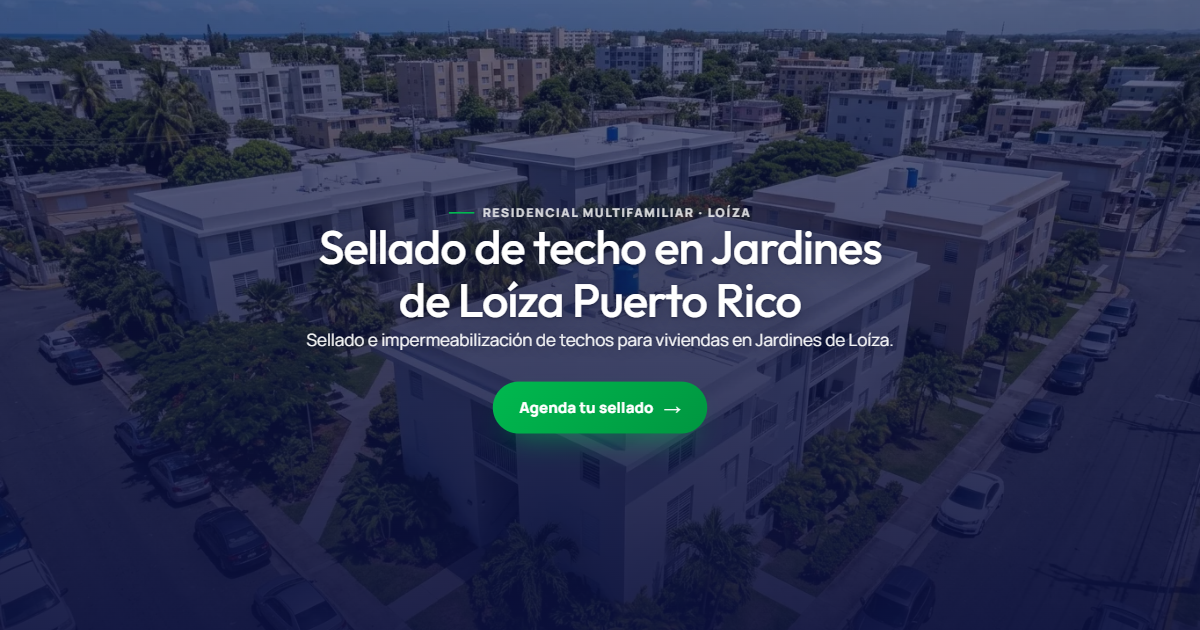 RESIDENCIAL MULTIFAMILIAR · LOÍZA
Sellado de techo en Jardines
de Loíza Puerto Rico
Sellado e impermeabilización de techos para viviendas en Jardines de Loíza.
Agenda tu sellado →